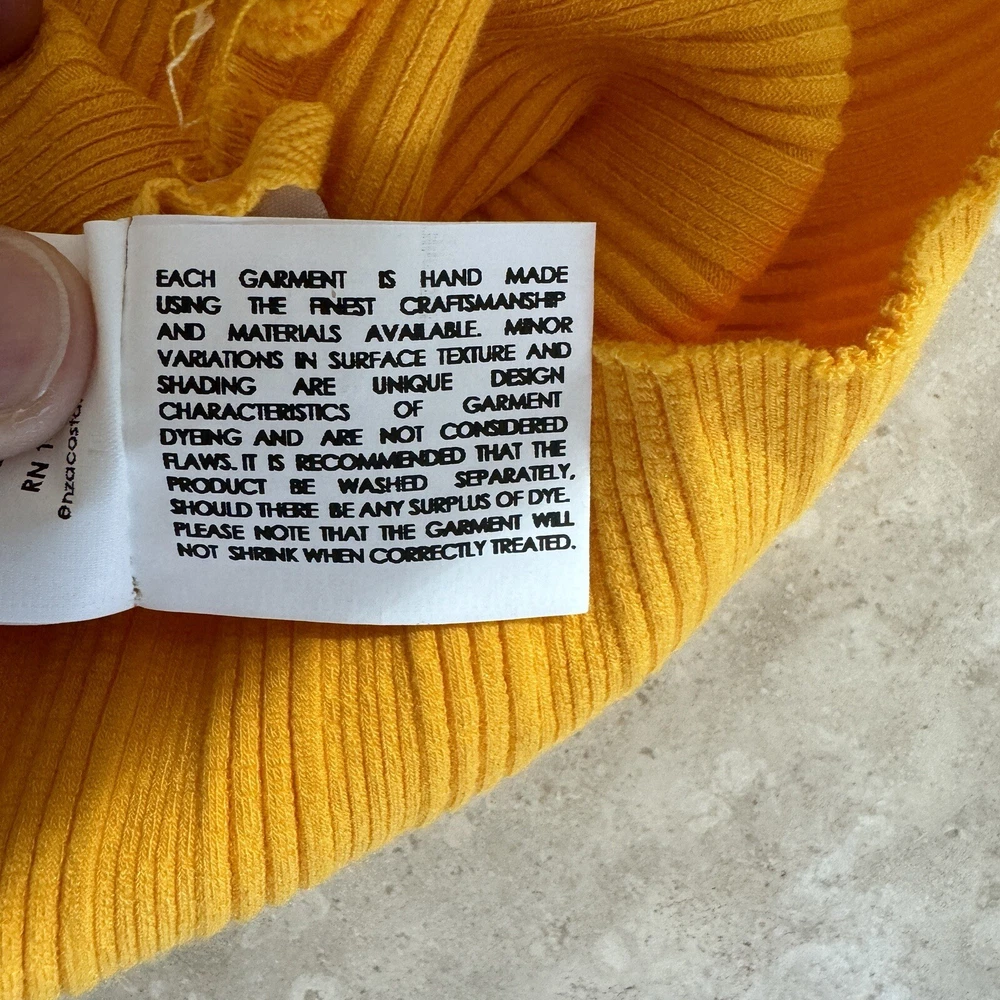 EACH GARMENT IS HAND MADE
USING THE FINEST CRAFTSMANSHIP
AND MATERIALS AVAILABLE. MINOR
VARIATIONS IN SURFACE TEXTURE AND
SHADING ARE UNIQUE DESIGN
CHARACTERISTICS OF GARMENT
DYEING AND ARE NOT CONSIDERED
FLAWS. IT IS RECOMMENDED THAT THE
PRODUCT BE WASHED SEPARATELY,
SHOULD THERE BE ANY SURPLUS OF DYE.
PLEASE NOTE THAT THE GARMENT WILL
NOT SHRINK WHEN CORRECTLY TREATED.
RN